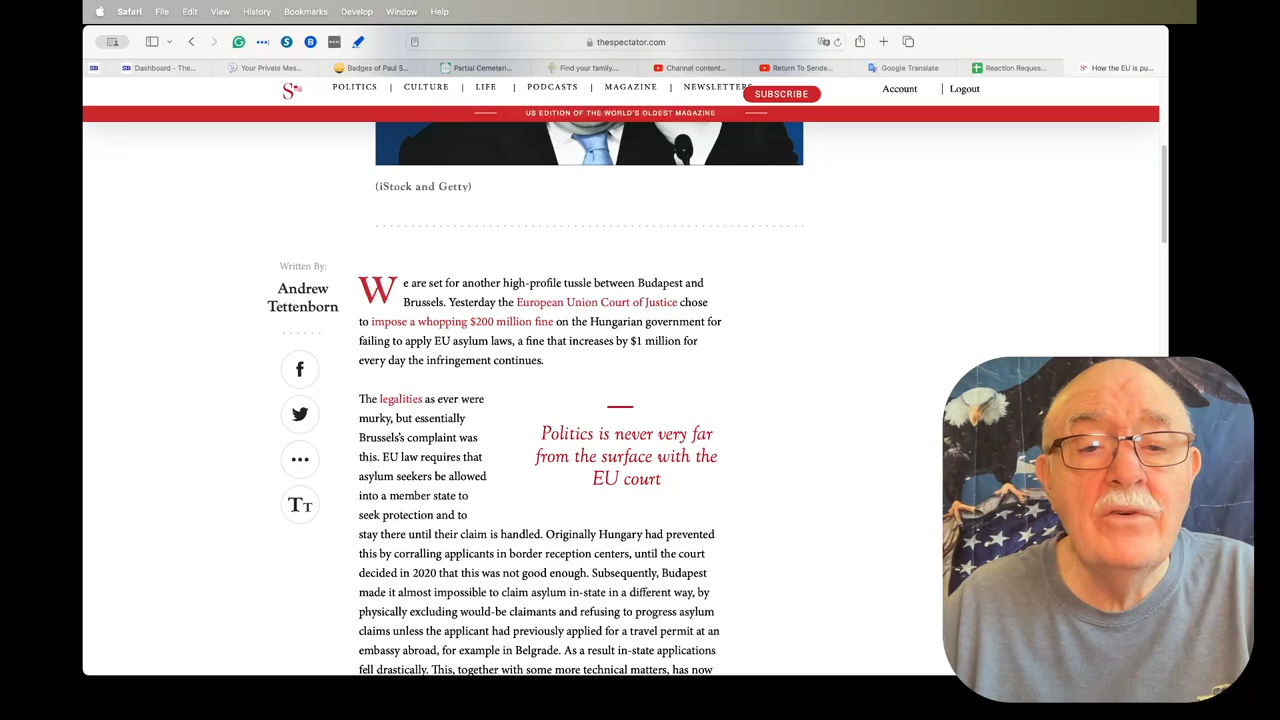 Safari File Edit View History Bookmarks Develop Window Help
thespectator.com
SB Dashboard - The... Your Private Mes... Badges of Paul S... Partial Cemeteri... Find your family.... Channel content... Return To Sende... Google Translate Reaction Reques... How the EU is pu...
POLITICS | CULTURE | LIFE | PODCASTS | MAGAZINE | NEWSLETTERS SUBSCRIBE Account | Logout
US EDITION OF THE WORLD'S OLDEST MAGAZINE
(iStock and Getty)
Written By:
Andrew
Tettenborn
We are set for another high-profile tussle between Budapest and
Brussels. Yesterday the European Union Court of Justice chose
to impose a whopping $200 million fine on the Hungarian government for
failing to apply EU asylum laws, a fine that increases by $1 million for
every day the infringement continues.
The legalities as ever were
murky, but essentially
Brussels's complaint was
this. EU law requires that
asylum seekers be allowed
into a member state to
seek protection and to
Politics is never very far
from the surface with the
EU court
stay there until their claim is handled. Originally Hungary had prevented
this by corralling applicants in border reception centers, until the court
decided in 2020 that this was not good enough. Subsequently, Budapest
made it almost impossible to claim asylum in-state in a different way, by
physically excluding would-be claimants and refusing to progress asylum
claims unless the applicant had previously applied for a travel permit at an
embassy abroad, for example in Belgrade. As a result in-state applications
fell drastically. This, together with some more technical matters, has now